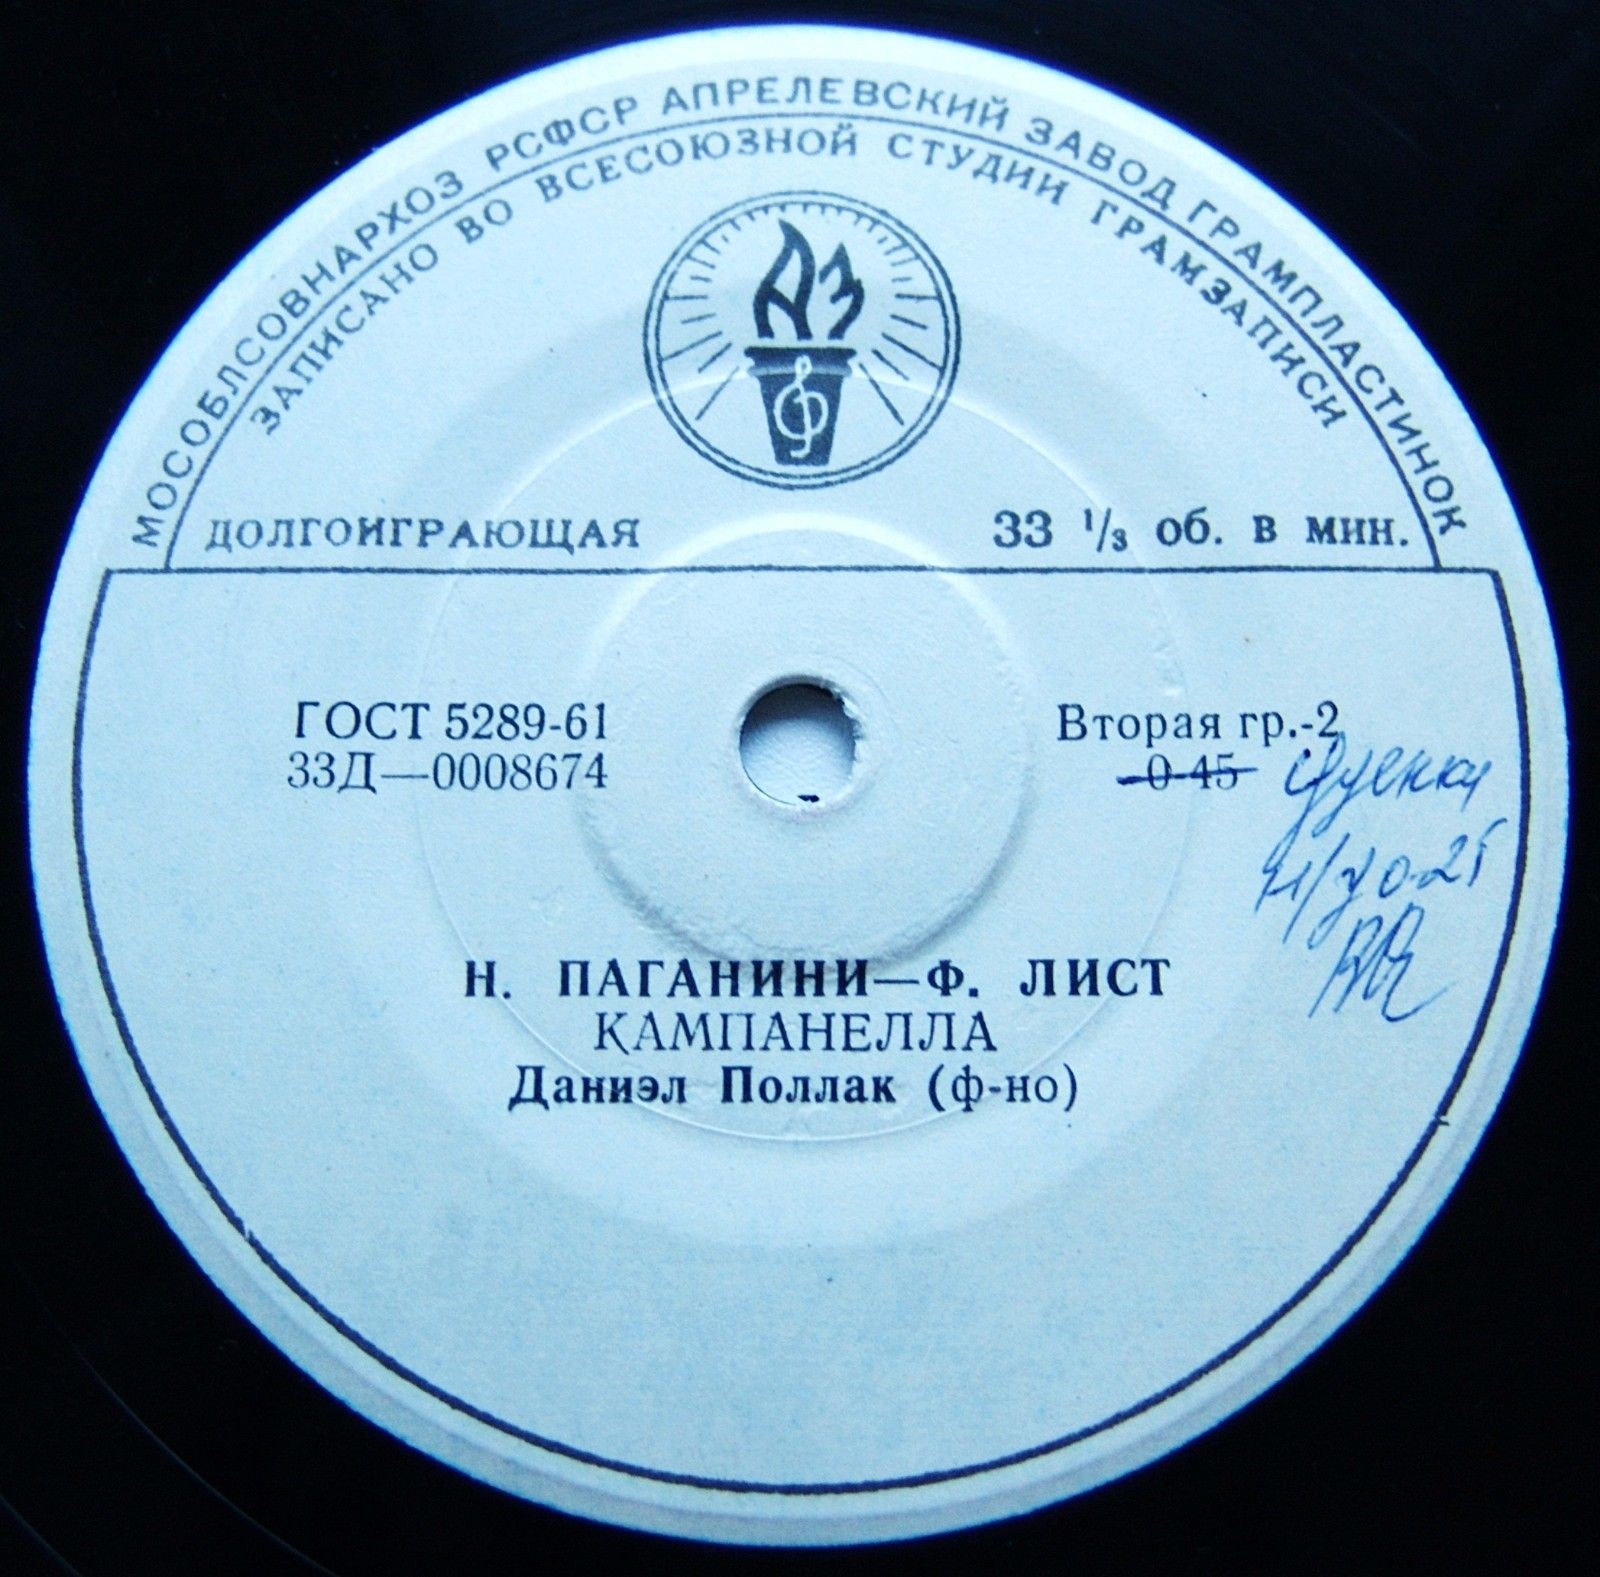 МОСОБЛСОВНАРХОЗ РСФСР АПРЕЛЕВСКИЙ ЗАВОД ГРАМПЛАСТИНОК
ЗАПИСАНО ВО ВСЕСОЮЗНОЙ СТУДИИ ГРАМЗАПИСИ
АЗ
ДОЛГОИГРАЮЩАЯ 33 1/3 об. в мин.
ГОСТ 5289-61 Вторая гр.-2
33Д—0008674 0-45
Н. ПАГАНИНИ—Ф. ЛИСТ
КАМПАНЕЛЛА
Даниэл Поллак (ф-но)